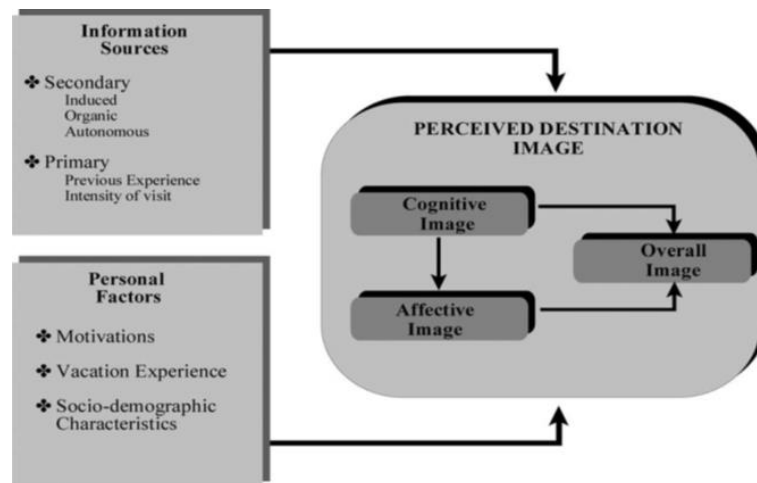 Information
Sources
✤ Secondary
Induced
Organic
Autonomous
✤ Primary
Previous Experience
Intensity of visit
Personal
Factors
✤ Motivations
✤ Vacation Experience
✤ Socio-demographic
Characteristics
PERCEIVED DESTINATION
IMAGE
Cognitive
Image
Affective
Image
Overall
Image